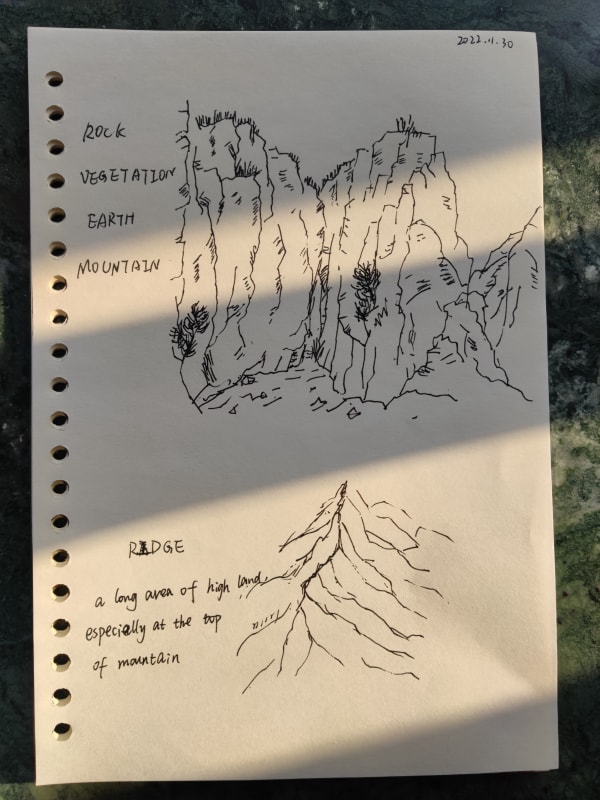 2022.11.30
ROCK
VEGETATION
EARTH
MOUNTAIN
RIDGE
a long area of high land,
especially at the top
of mountain